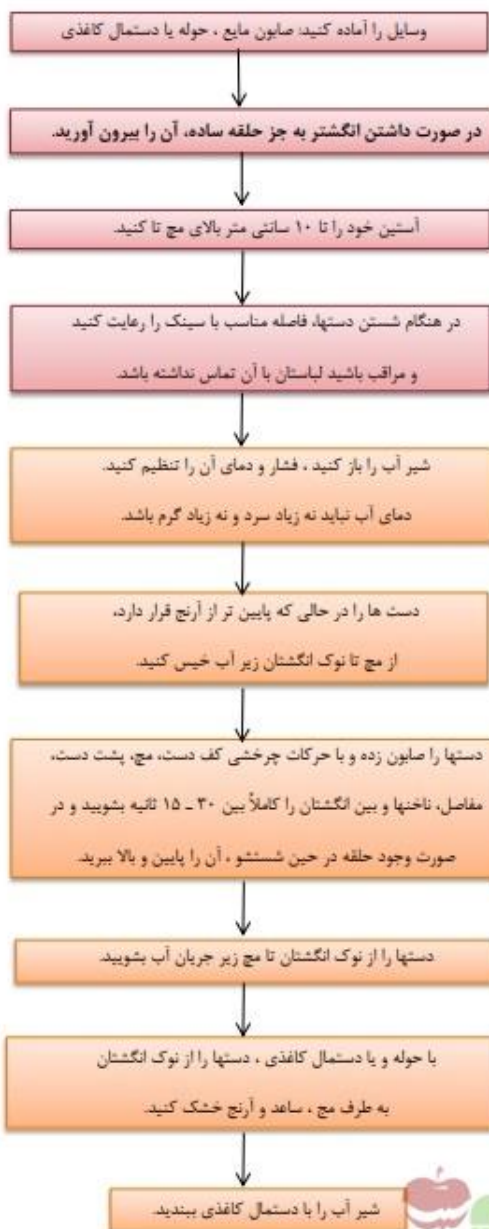 وسایل را آماده کنید: صابون مایع ، حوله یا دستمال کاغذی
در صورت داشتن انگشتر به جز حلقه ساده، آن را بیرون آورید.
آستین خود را تا ۱۰ سانتی متر بالای مچ تا کنید.
در هنگام شستن دستها، فاصله مناسب با سینک را رعایت کنید
و مراقب باشید لباستان با آن تماس نداشته باشد.
شیر آب را باز کنید ، فشار و دمای آن را تنظیم کنید.
دمای آب نباید نه زیاد سرد و نه زیاد گرم باشد.
دست ها را در حالی که پایین تر از آرنج قرار دارد،
از مچ تا نوک انگشتان زیر آب خیس کنید.
دستها را صابون زده و با حرکات چرخشی کف دست، مچ، پشت دست،
مفاصل، ناخنها و بین انگشتان را کاملاً بین ۳۰ ـ ۱۵ ثانیه بشویید و در
صورت وجود حلقه در حین شستشو ، آن را پایین و بالا ببرید.
دستها را از نوک انگشتان تا مچ زیر جریان آب بشویید.
با حوله و یا دستمال کاغذی ، دستها را از نوک انگشتان
به طرف مچ ، ساعد و آرنج خشک کنید.
شیر آب را با دستمال کاغذی ببندید.